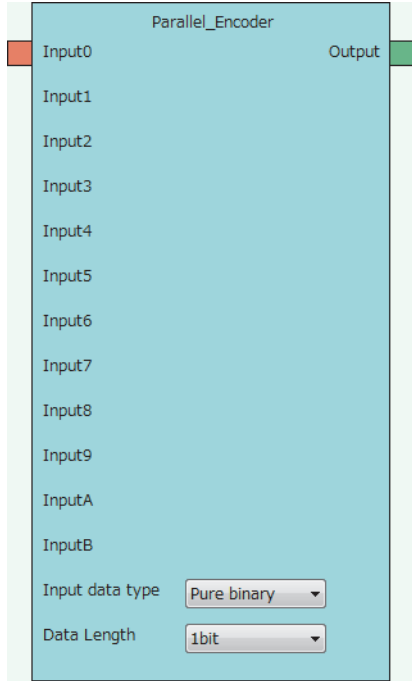 Parallel_Encoder
Input0 Output
Input1
Input2
Input3
Input4
Input5
Input6
Input7
Input8
Input9
InputA
InputB
Input data type Pure binary
Data Length 1bit